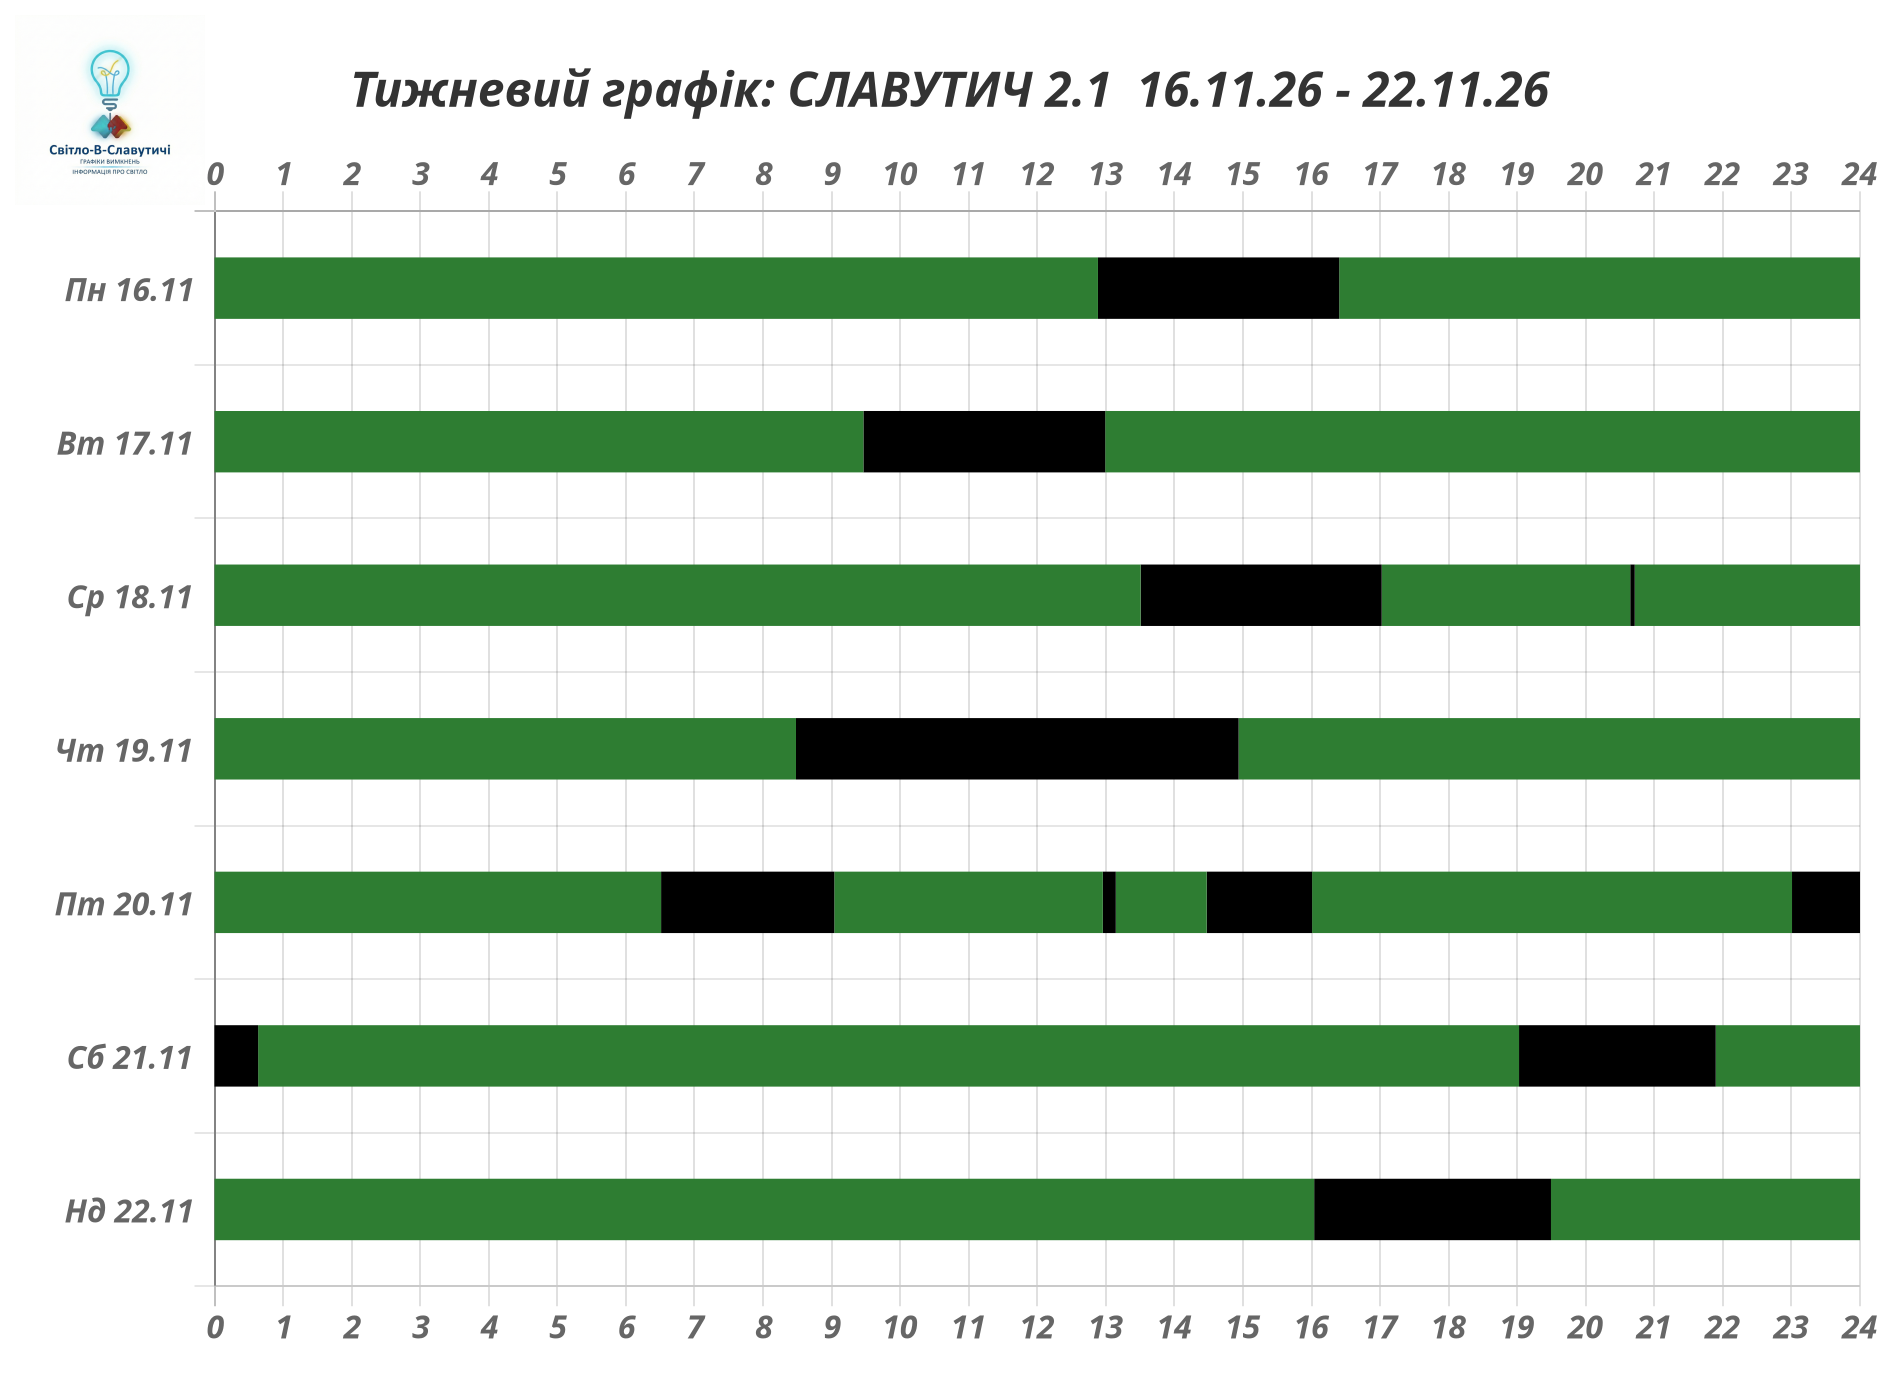 Тижневий графік: СЛАВУТИЧ 2.1 16.11.26 - 22.11.26
Світло-В-Славутичі
ГРАФІКИ ВИМКНЕНЬ
ІНФОРМАЦІЯ ПРО СВІТЛО
0 1 2 3 4 5 6 7 8 9 10 11 12 13 14 15 16 17 18 19 20 21 22 23 24
Пн 16.11
Вт 17.11
Ср 18.11
Чт 19.11
Пт 20.11
Сб 21.11
Нд 22.11
0 1 2 3 4 5 6 7 8 9 10 11 12 13 14 15 16 17 18 19 20 21 22 23 24